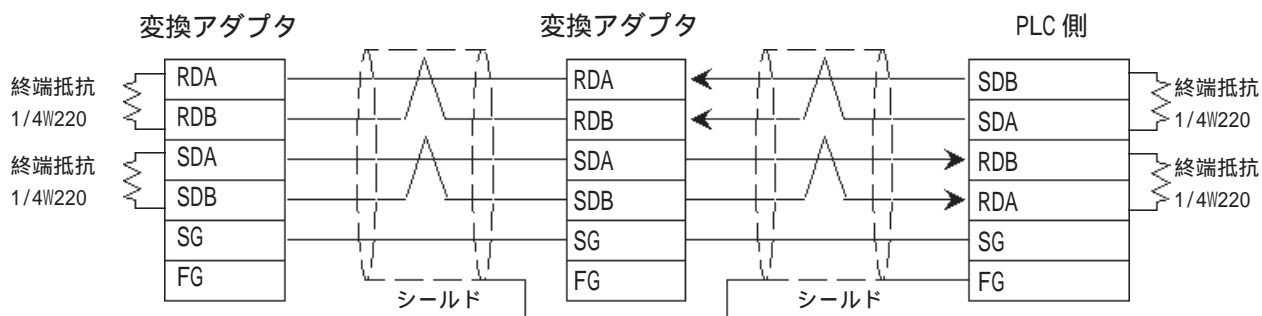 変換アダプタ
変換アダプタ
PLC 側
終端抵抗
1/4W220
終端抵抗
1/4W220
RDA
RDB
SDA
SDB
SG
FG
シールド
RDA
RDB
SDA
SDB
SG
FG
シールド
SDB
SDA
RDB
RDA
SG
FG
終端抵抗
1/4W220
終端抵抗
1/4W220